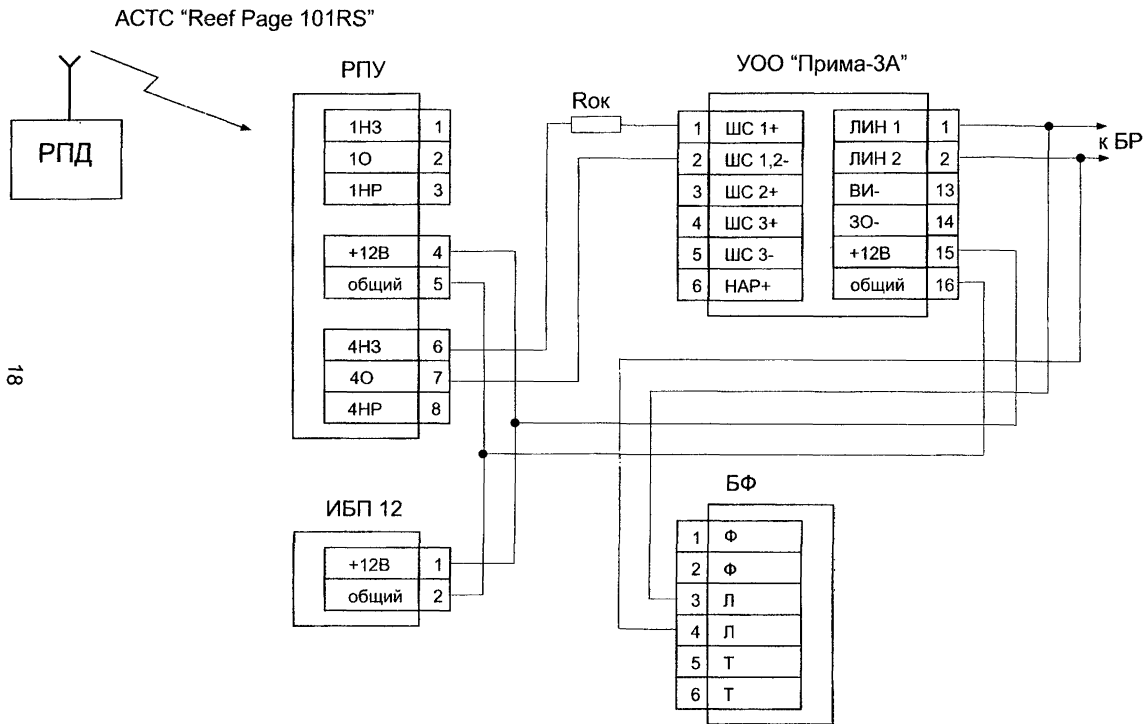 АСТС “Reef Page 101RS”
РПД
РПУ
1НЗ 1
1О 2
1НР 3
+12В 4
общий 5
4НЗ 6
4О 7
4НР 8
Rок
УОО “Прима-3А”
1 ШС 1+
2 ШС 1,2-
3 ШС 2+
4 ШС 3+
5 ШС 3-
6 НАР+
ЛИН 1 1
ЛИН 2 2
ВИ- 13
ЗО- 14
+12В 15
общий 16
к БР
18
ИБП 12
+12В 1
общий 2
БФ
1 Ф
2 Ф
3 Л
4 Л
5 Т
6 Т